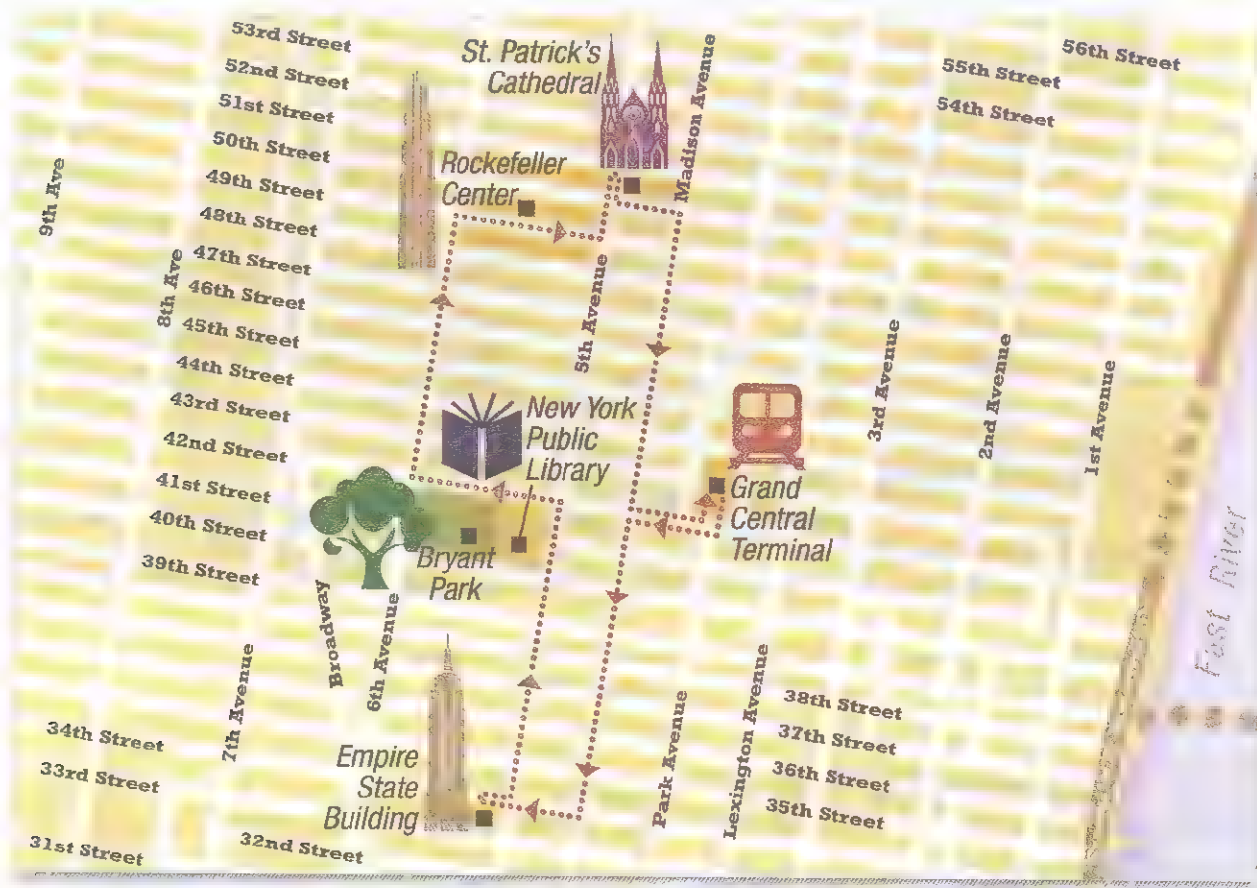 53rd Street
52nd Street
51st Street
50th Street
49th Street
48th Street
47th Street
46th Street
45th Street
44th Street
43rd Street
42nd Street
41st Street
40th Street
39th Street
9th Ave
8th Ave
St. Patrick's
Cathedral
Madison Avenue
56th Street
55th Street
54th Street
Rockefeller
Center
5th Avenue
New York
Public
Library
Grand
Central
Terminal
3rd Avenue
2nd Avenue
1st Avenue
East River
Bryant
Park
Broadway
6th Avenue
7th Avenue
34th Street
33rd Street
31st Street
32nd Street
Empire
State
Building
Park Avenue
Lexington Avenue
38th Street
37th Street
36th Street
35th Street